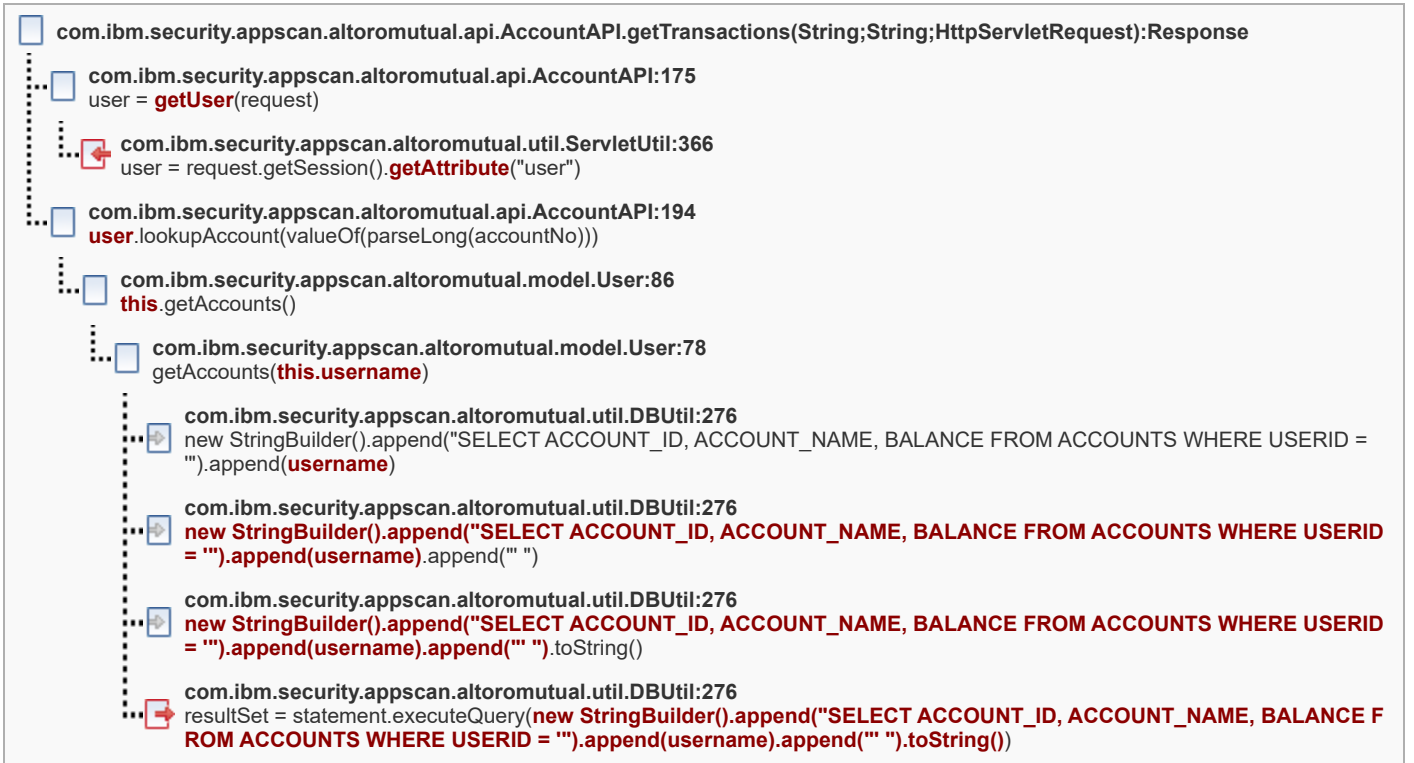 com.ibm.security.appscan.altoromutual.api.AccountAPI.getTransactions(String;String;HttpServletRequest):Response
com.ibm.security.appscan.altoromutual.api.AccountAPI:175
user = getUser(request)
com.ibm.security.appscan.altoromutual.util.ServletUtil:366
user = request.getSession().getAttribute("user")
com.ibm.security.appscan.altoromutual.api.AccountAPI:194
user.lookupAccount(valueOf(parseLong(accountNo)))
com.ibm.security.appscan.altoromutual.model.User:86
this.getAccounts()
com.ibm.security.appscan.altoromutual.model.User:78
getAccounts(this.username)
com.ibm.security.appscan.altoromutual.util.DBUtil:276
new StringBuilder().append("SELECT ACCOUNT_ID, ACCOUNT_NAME, BALANCE FROM ACCOUNTS WHERE USERID =
'").append(username)
com.ibm.security.appscan.altoromutual.util.DBUtil:276
new StringBuilder().append("SELECT ACCOUNT_ID, ACCOUNT_NAME, BALANCE FROM ACCOUNTS WHERE USERID
= '").append(username).append("' ")
com.ibm.security.appscan.altoromutual.util.DBUtil:276
new StringBuilder().append("SELECT ACCOUNT_ID, ACCOUNT_NAME, BALANCE FROM ACCOUNTS WHERE USERID
= '").append(username).append("' ").toString()
com.ibm.security.appscan.altoromutual.util.DBUtil:276
resultSet = statement.executeQuery(new StringBuilder().append("SELECT ACCOUNT_ID, ACCOUNT_NAME, BALANCE F
ROM ACCOUNTS WHERE USERID = '").append(username).append("' ").toString())